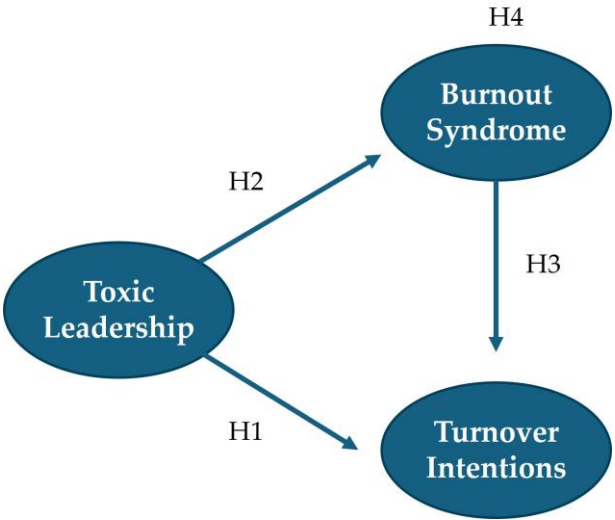 H4
Burnout
Syndrome
H2
H3
Toxic
Leadership
H1
Turnover
Intentions